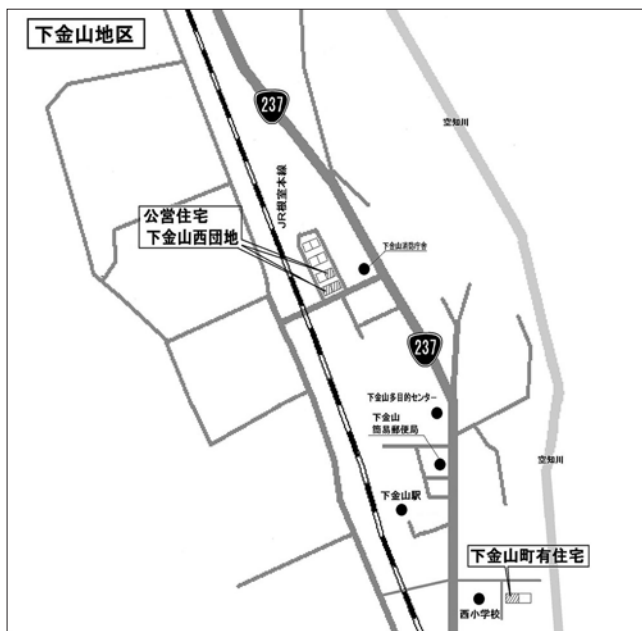 下金山地区
237
空知川
JR根室本線
公営住宅
下金山西団地
下金山消防庁舎
237
下金山多目的センター
下金山
簡易郵便局
空知川
下金山駅
下金山町有住宅
西小学校